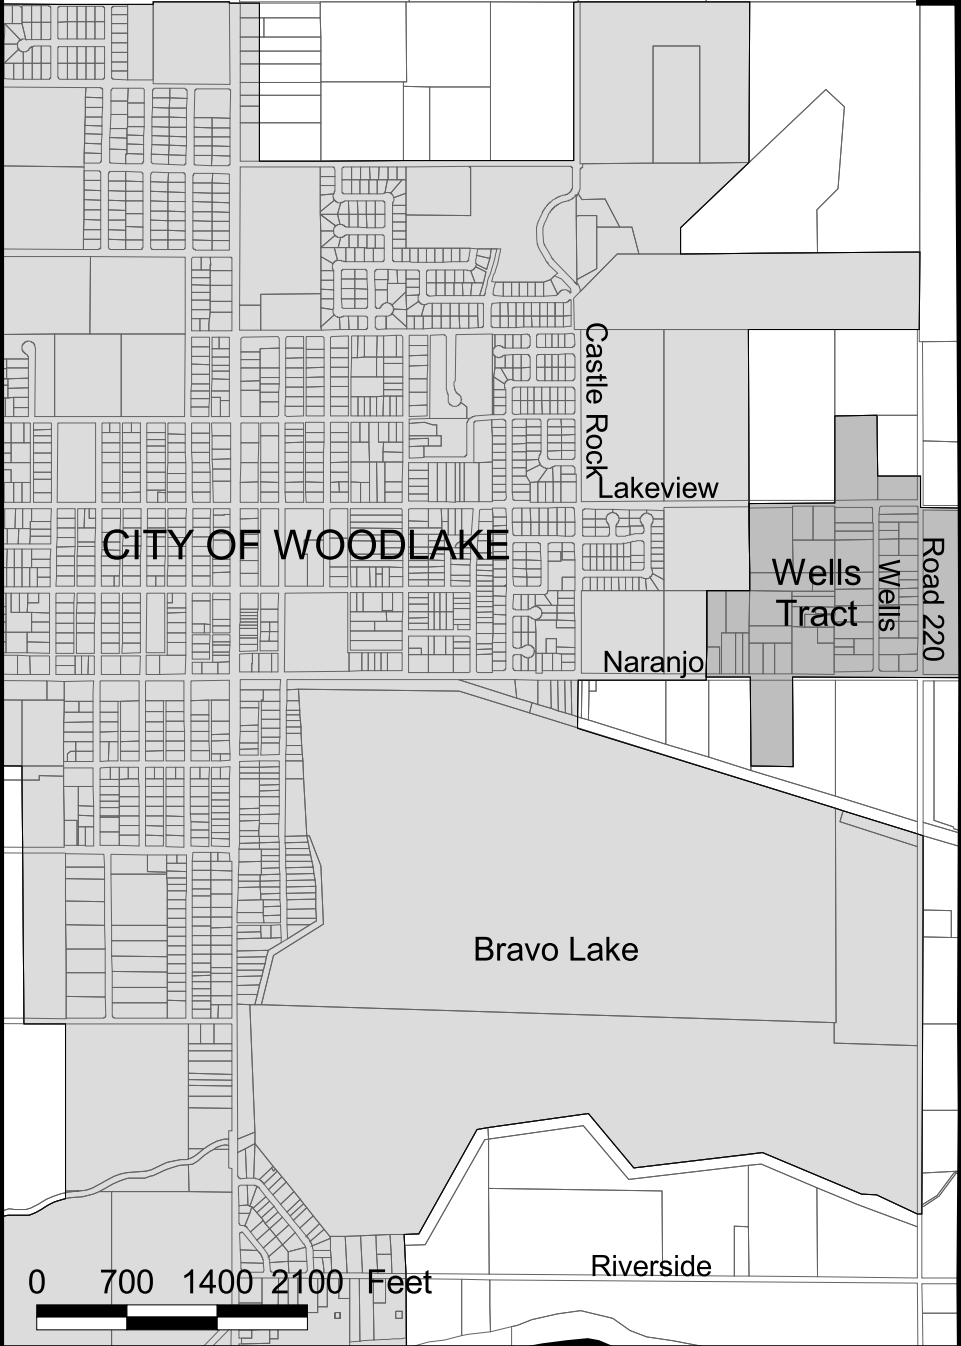 Castle Rock
Lakeview
CITY OF WOODLAKE
Wells
Tract
Wells
Road 220
Naranjo
Bravo Lake
Riverside
0 700 1400 2100 Feet